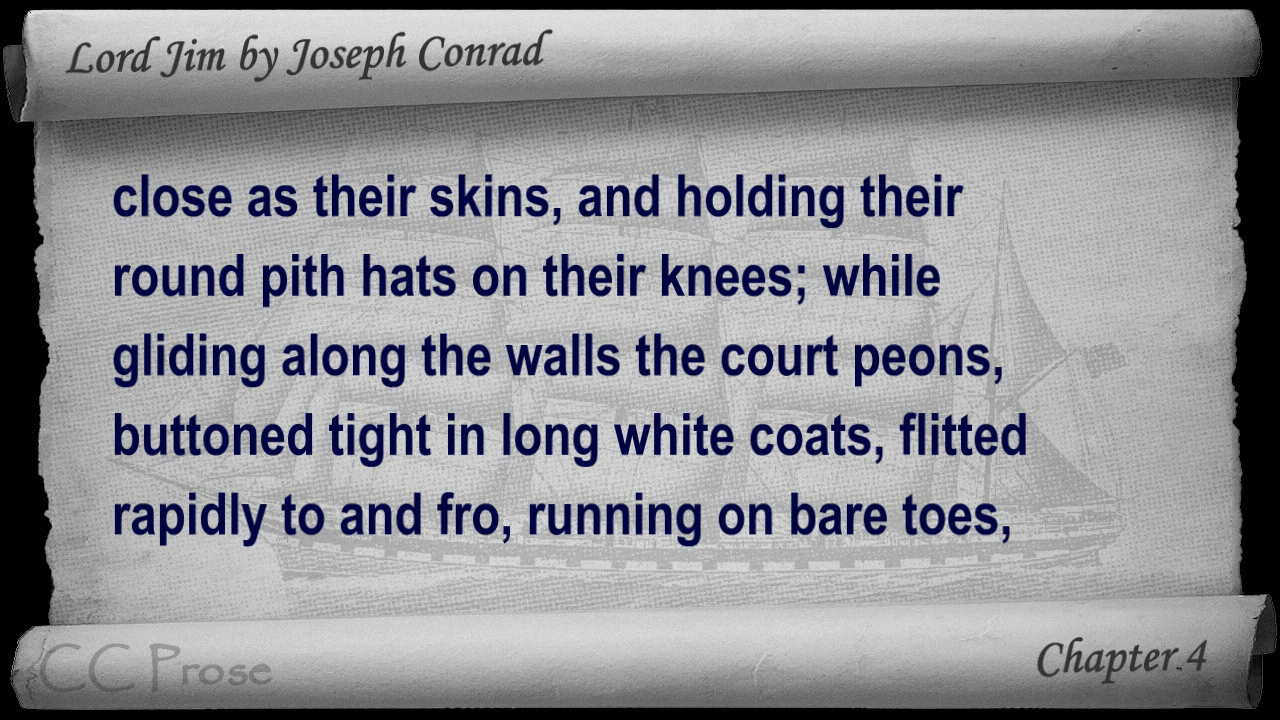 Lord Jim by Joseph Conrad
close as their skins, and holding their
round pith hats on their knees; while
gliding along the walls the court peons,
buttoned tight in long white coats, flitted
rapidly to and fro, running on bare toes,
CC Prose
Chapter 4